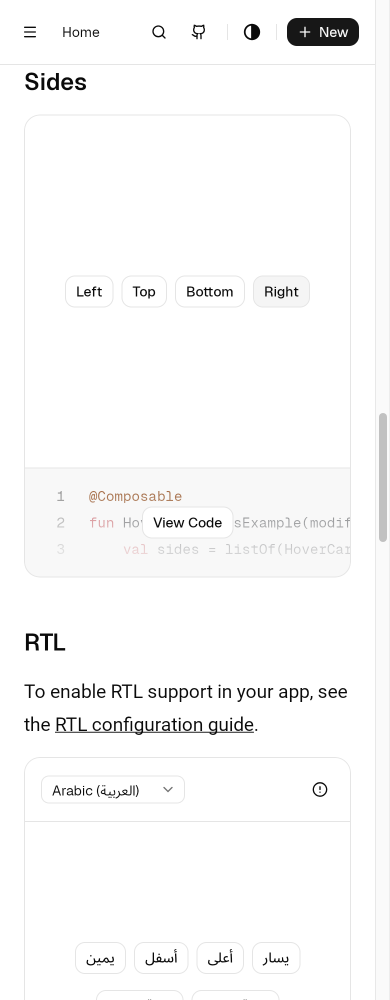 Home
New
Sides
Left Top Bottom Right
1 @Composable
2 fun Ho sExample(modif
View Code
3 val sides = listOf(HoverCar
RTL
To enable RTL support in your app, see
the RTL configuration guide.
Arabic (العربية)
يسار أعلى أسفل يمين